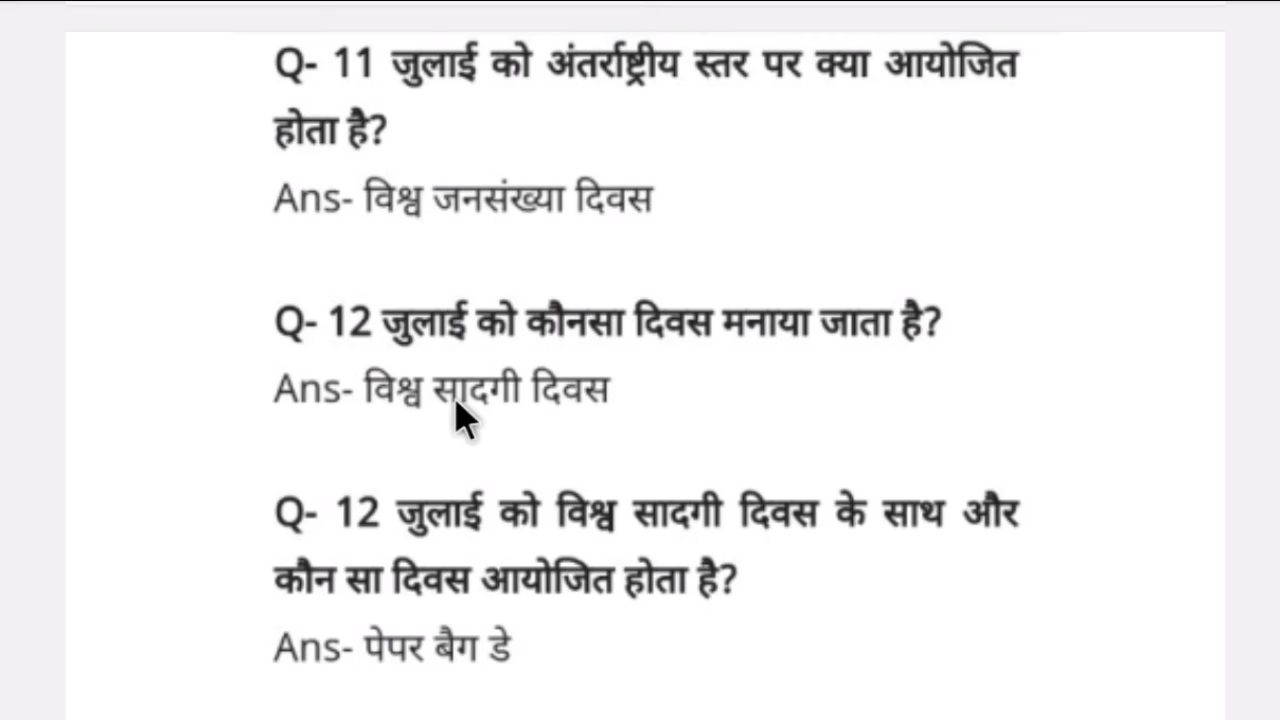 Q- 11 जुलाई को अंतर्राष्ट्रीय स्तर पर क्या आयोजित
होता है?
Ans- विश्व जनसंख्या दिवस
Q- 12 जुलाई को कौनसा दिवस मनाया जाता है?
Ans- विश्व सादगी दिवस
Q- 12 जुलाई को विश्व सादगी दिवस के साथ और
कौन सा दिवस आयोजित होता है?
Ans- पेपर बैग डे